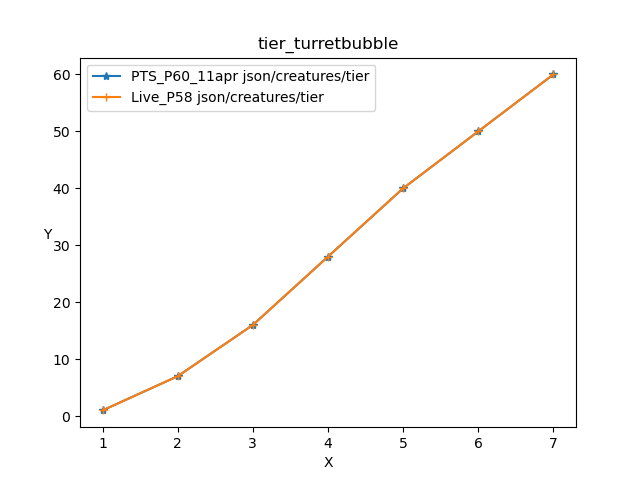 tier_turretbubble
PTS_P60_11apr json/creatures/tier
Live_P58 json/creatures/tier
60
50
40
Y
30
20
10
0
1 2 3 4 5 6 7
X